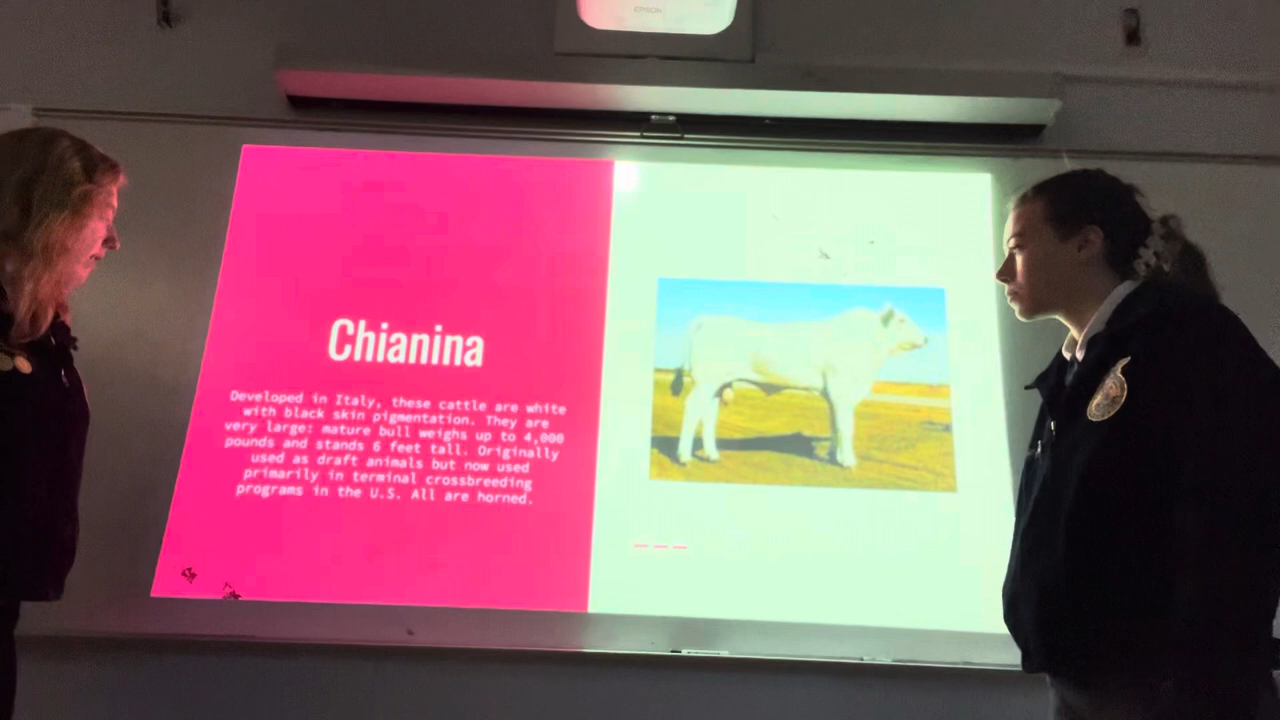 EPSON
Chianina
Developed in Italy, these cattle are white
with black skin pigmentation. They are
very large: mature bull weighs up to 4,000
pounds and stands 6 feet tall. Originally
used as draft animals but now used
primarily in terminal crossbreeding
programs in the U.S. All are horned.